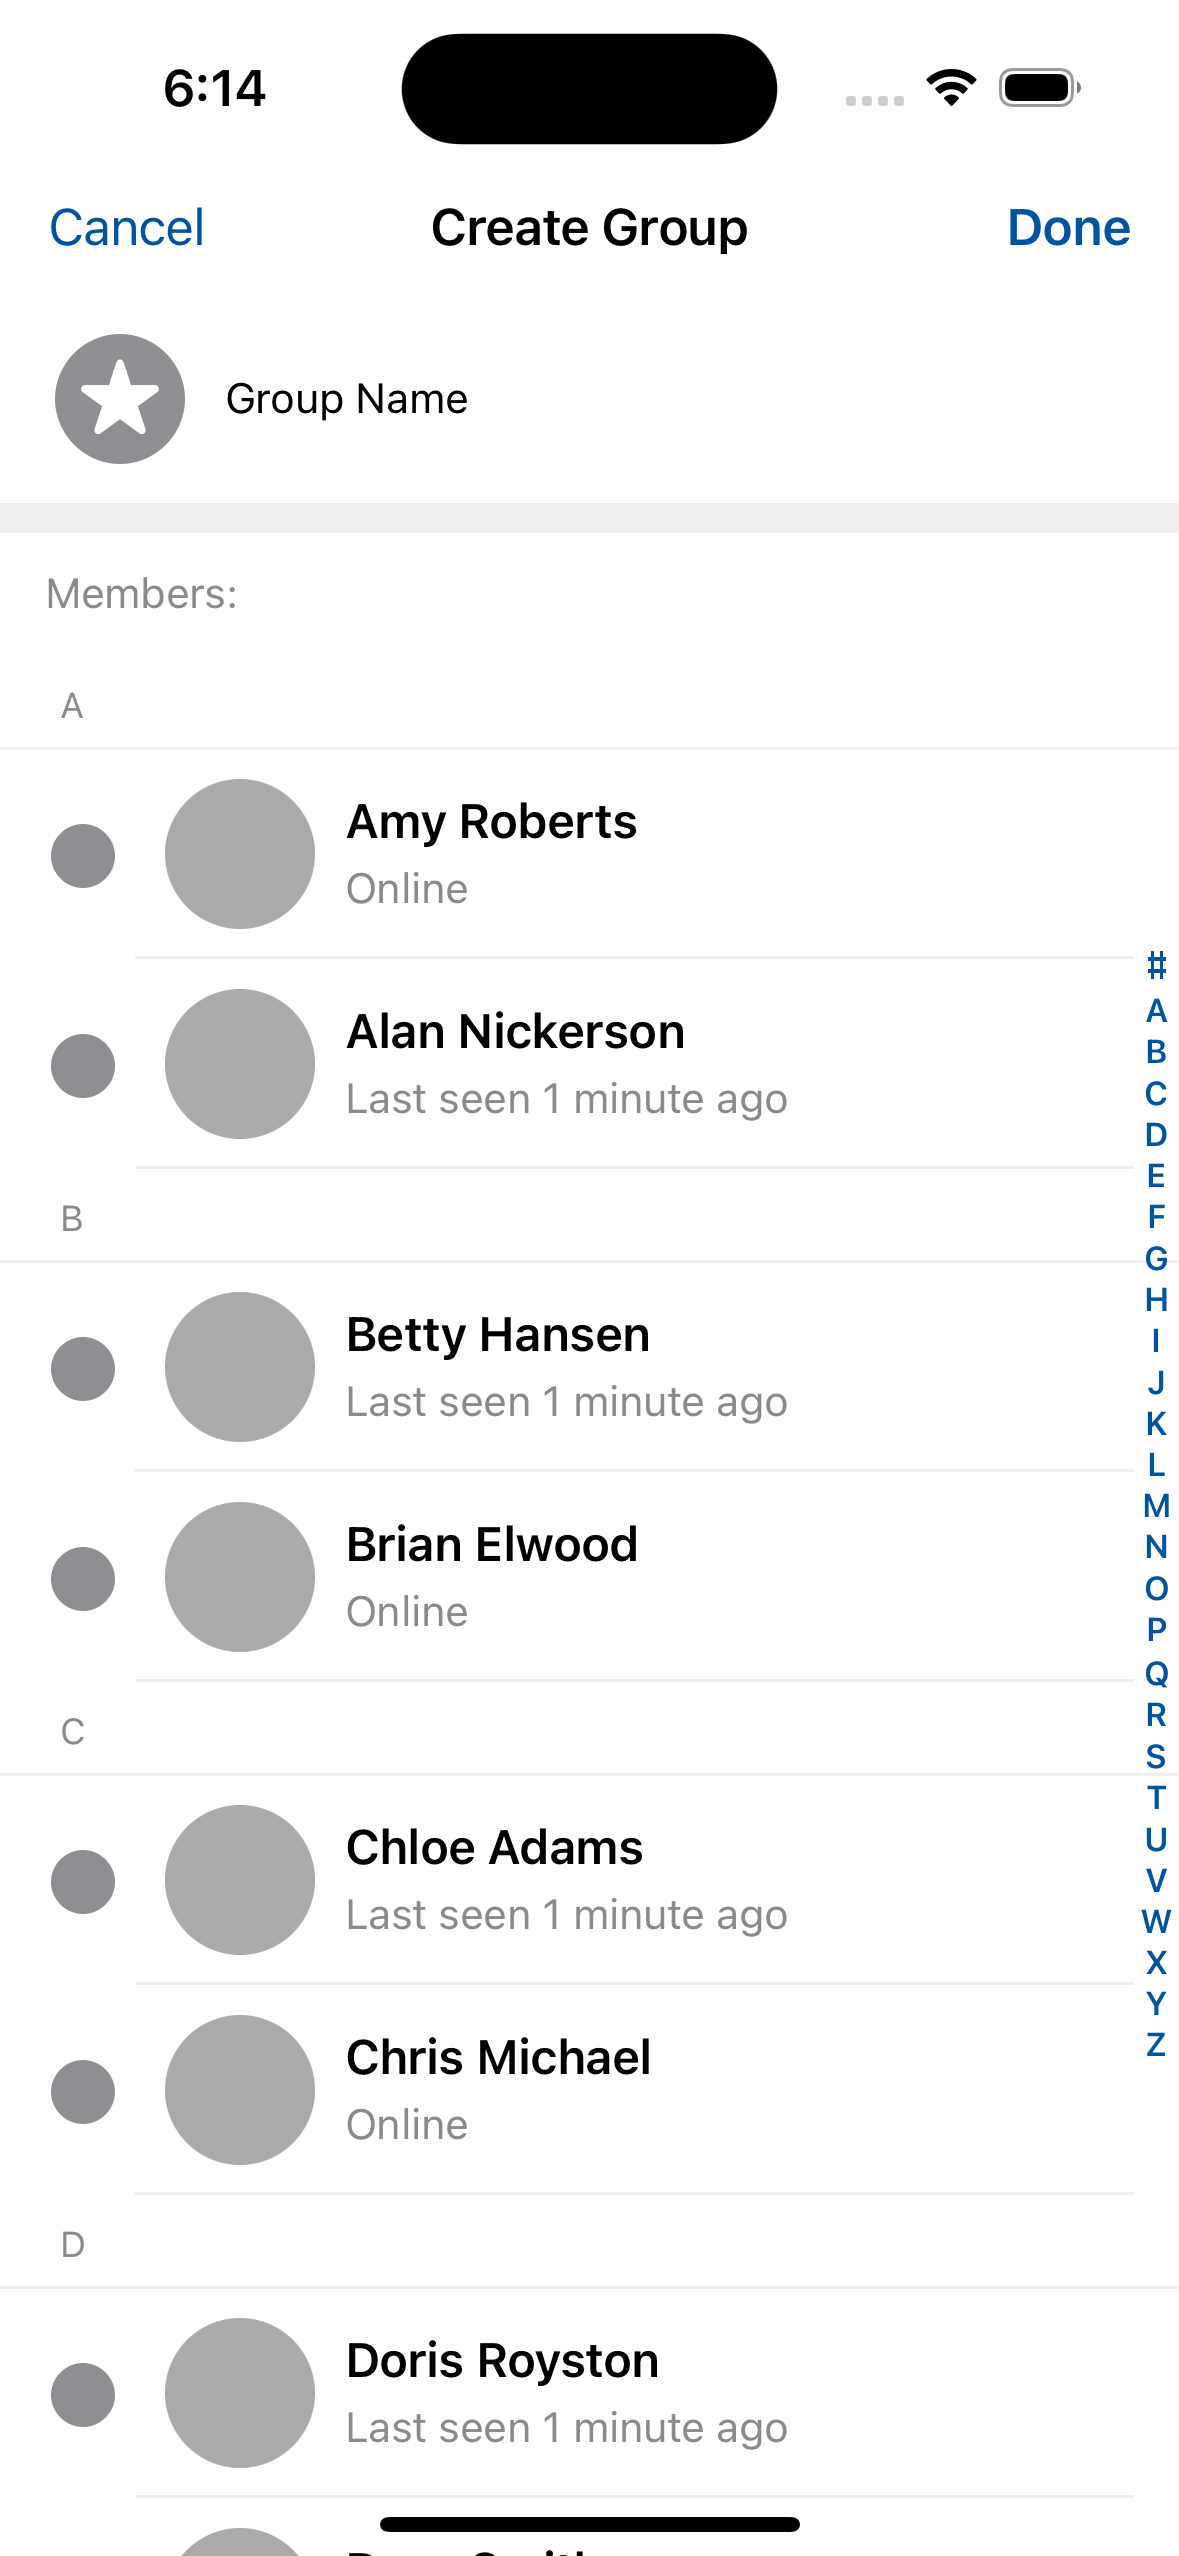 6:14
Cancel Create Group Done
Group Name
Members:
A
Amy Roberts
Online
Alan Nickerson
Last seen 1 minute ago
B
Betty Hansen
Last seen 1 minute ago
Brian Elwood
Online
C
Chloe Adams
Last seen 1 minute ago
Chris Michael
Online
D
Doris Royston
Last seen 1 minute ago
#
A
B
C
D
E
F
G
H
I
J
K
L
M
N
O
P
Q
R
S
T
U
V
W
X
Y
Z